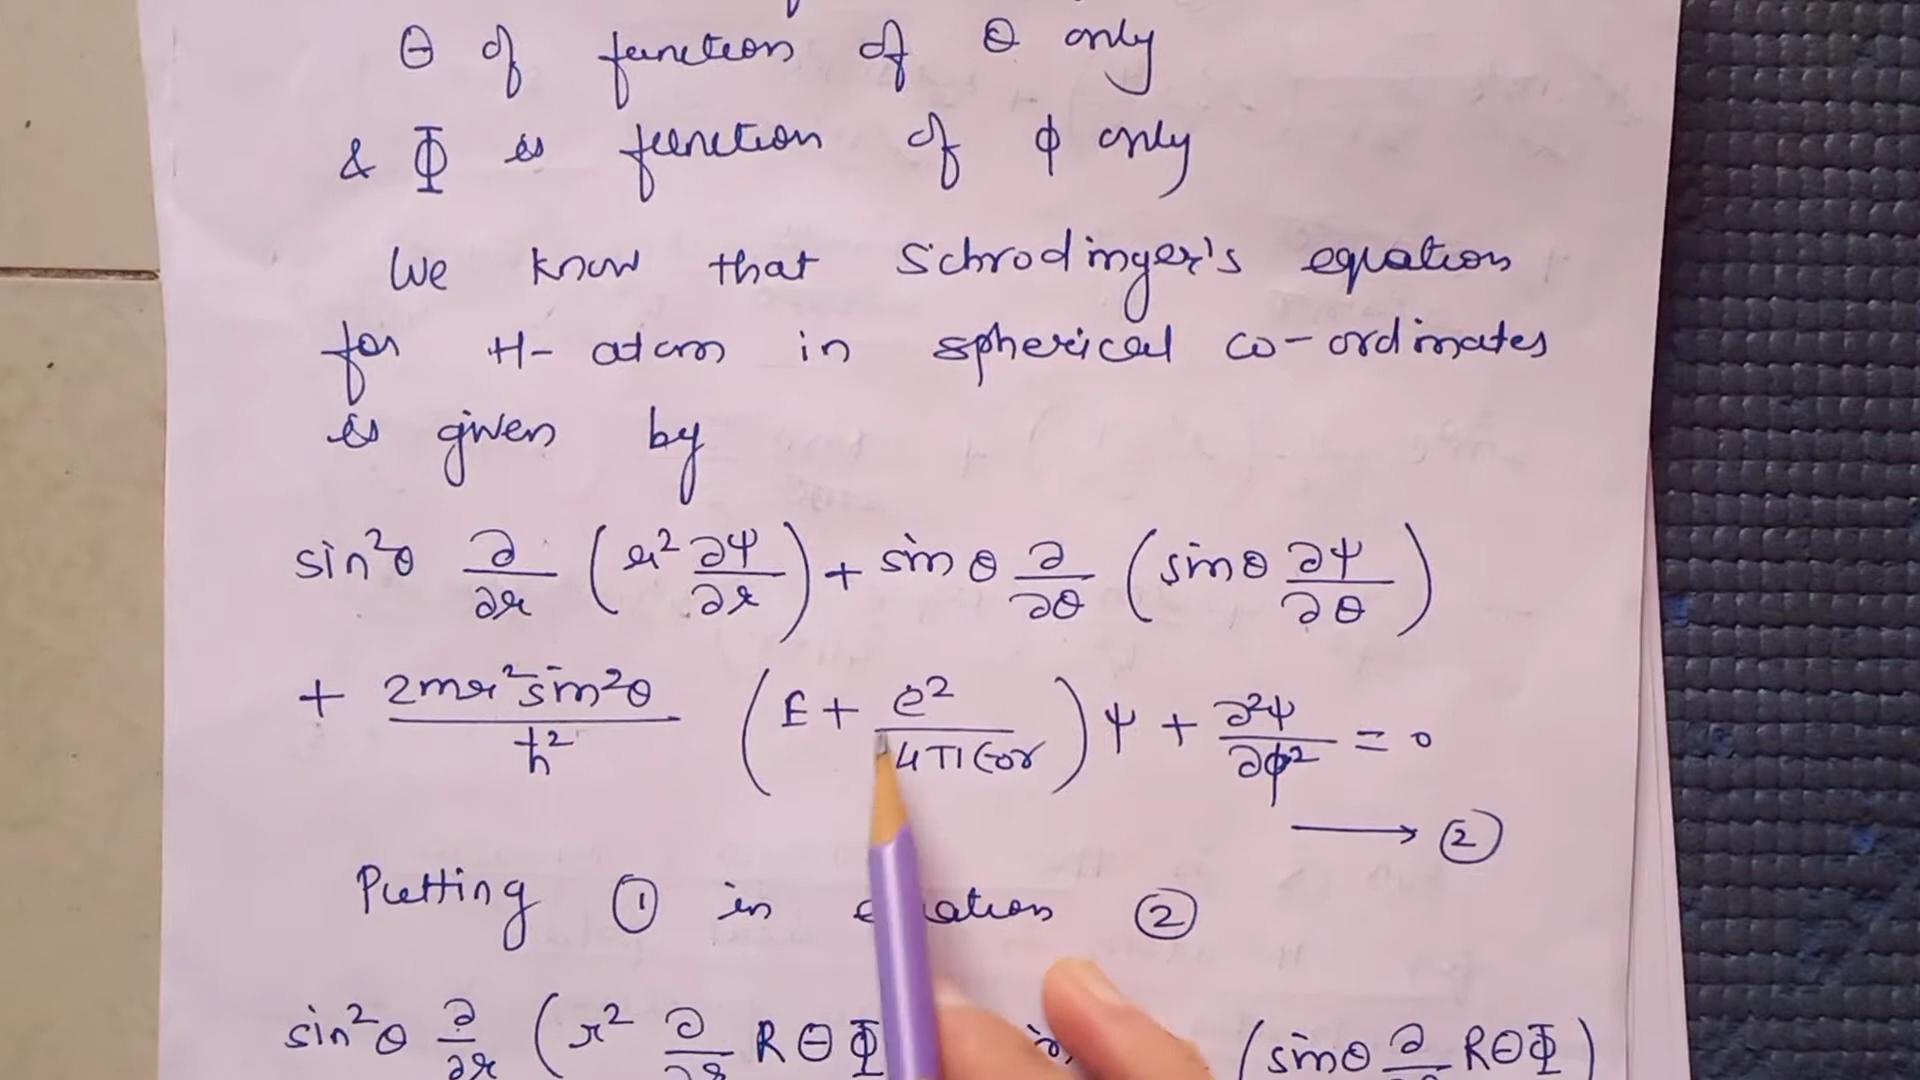 Θ of function of θ only
& Φ is function of ϕ only
We know that Schrodinger's equation
for H- atom in spherical co-ordinates
is given by
sin²θ ∂/∂r (r² ∂ψ/∂r) + sinθ ∂/∂θ (sinθ ∂ψ/∂θ)
+ 2mr²sin²θ/ħ² (E + e²/4πϵ₀r) ψ + ∂²ψ/∂ϕ² = 0
⟶ ②
Putting ① in ②
sin²θ ∂/∂r (r² ∂/∂r RΘΦ (sinθ ∂ RΘΦ)